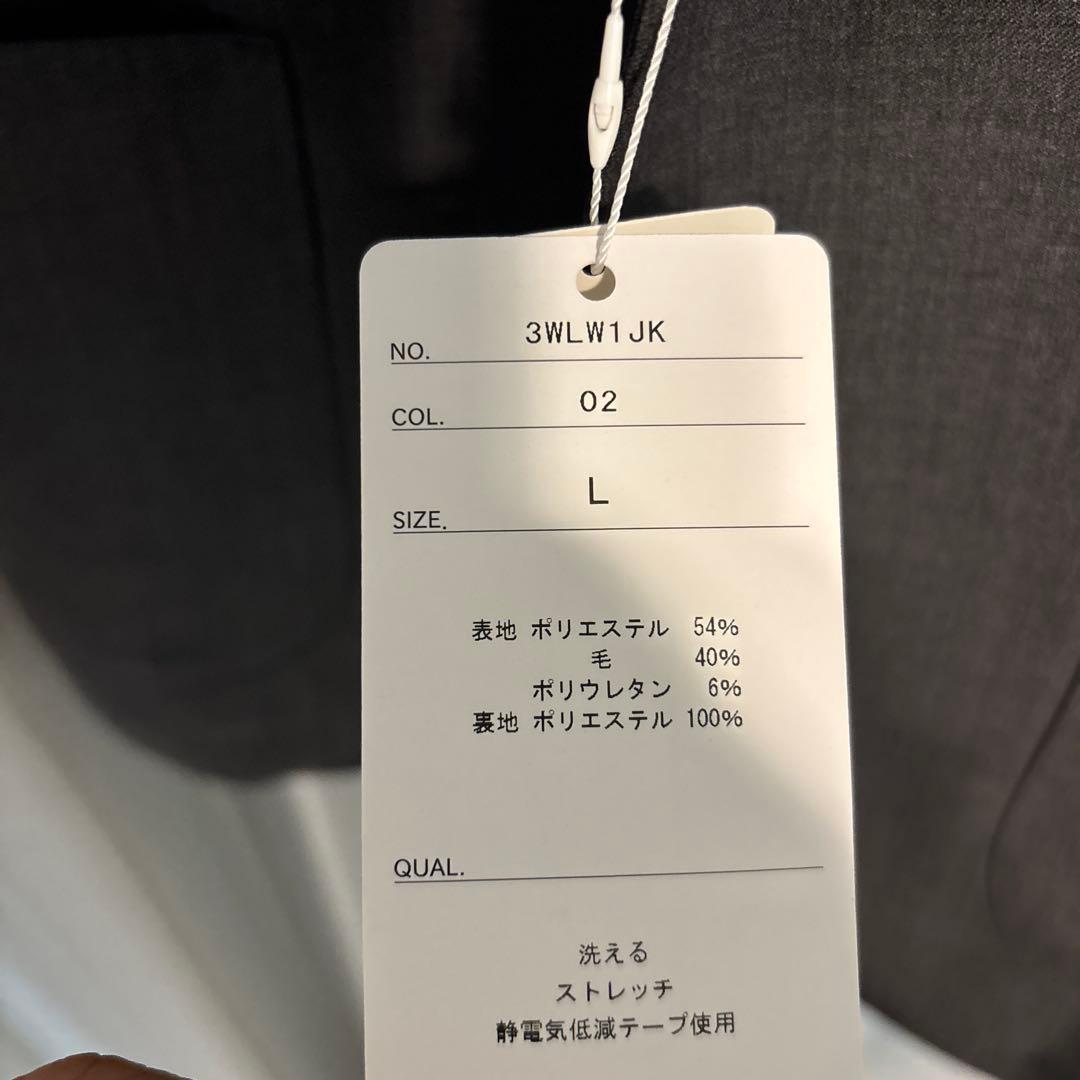 NO. 3WLW1JK
COL. 02
SIZE. L
表地 ポリエステル 54%
毛 40%
ポリウレタン 6%
裏地 ポリエステル 100%
QUAL.
洗える
ストレッチ
静電気低減テープ使用